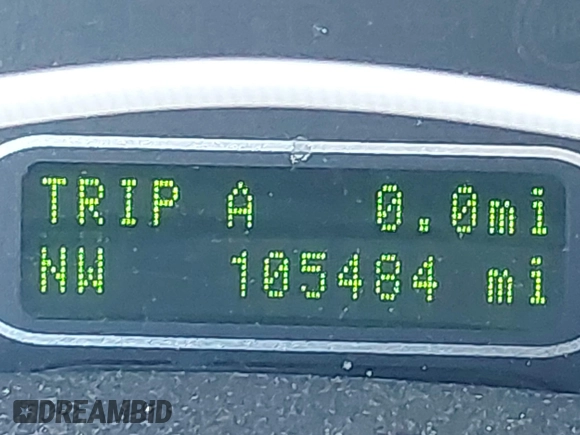 TRIP A 0.0mi
NW 105484 mi
DREAMBID